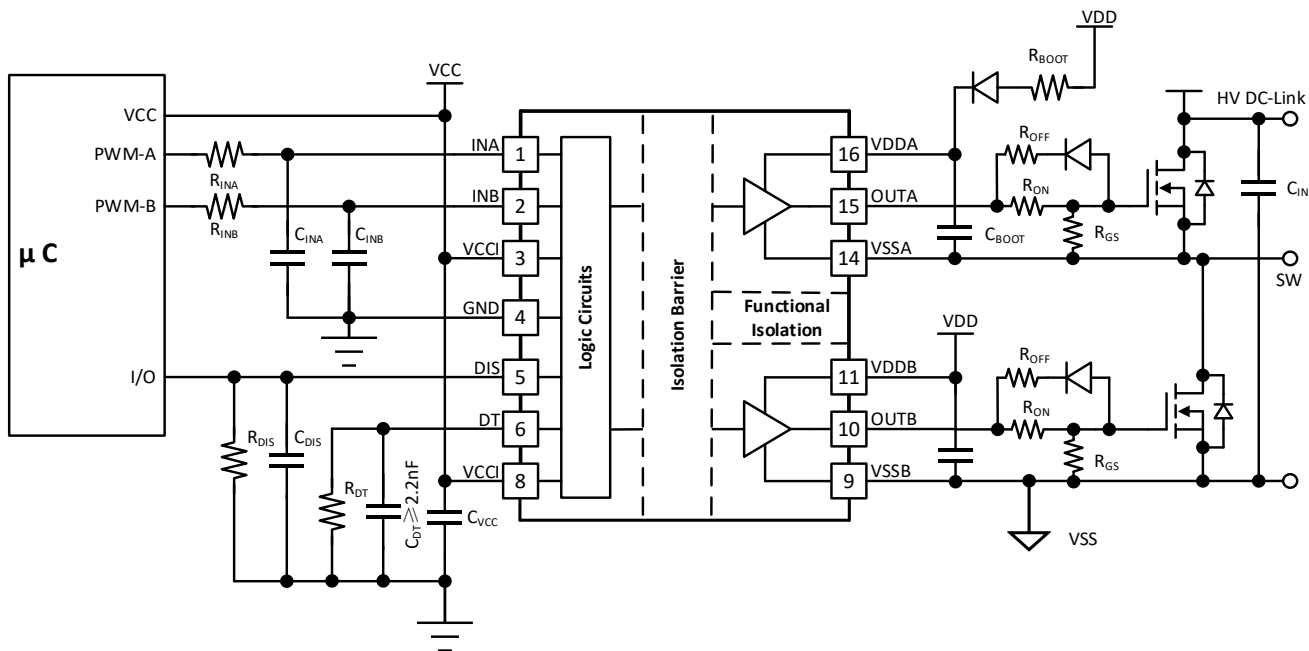 μC
VCC
PWM-A
PWM-B
I/O
R_INA
R_INB
C_INA
C_INB
R_DIS
C_DIS
R_DT
C_DT≥2.2nF
VCC
C_VCC
INA
INB
VCCI
GND
DIS
DT
VCCI
1
2
3
4
5
6
8
Logic Circuits
Isolation Barrier
Functional
Isolation
16
15
14
11
10
9
VDDA
OUTA
VSSA
VDDB
OUTB
VSSB
VDD
R_BOOT
C_BOOT
R_OFF
R_ON
R_GS
HV DC-Link
C_IN
SW
VDD
R_OFF
R_ON
R_GS
VSS